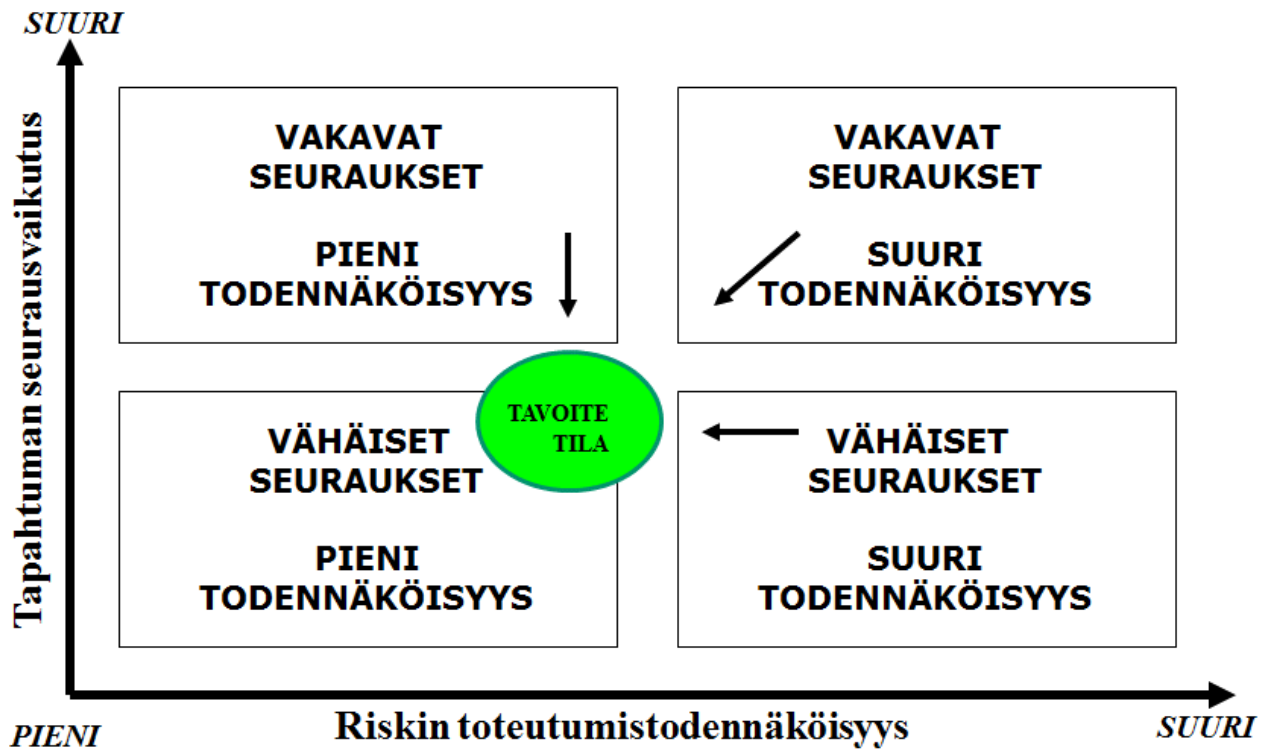 SUURI
Tapahtuman seurausvaikutus
VAKAVAT
SEURAUKSET
PIENI
TODENNÄKÖISYYS
VAKAVAT
SEURAUKSET
SUURI
TODENNÄKÖISYYS
TAVOITE
TILA
VÄHÄISET
SEURAUKSET
PIENI
TODENNÄKÖISYYS
VÄHÄISET
SEURAUKSET
SUURI
TODENNÄKÖISYYS
PIENI
Riskin toteutumistodennäköisyys
SUURI